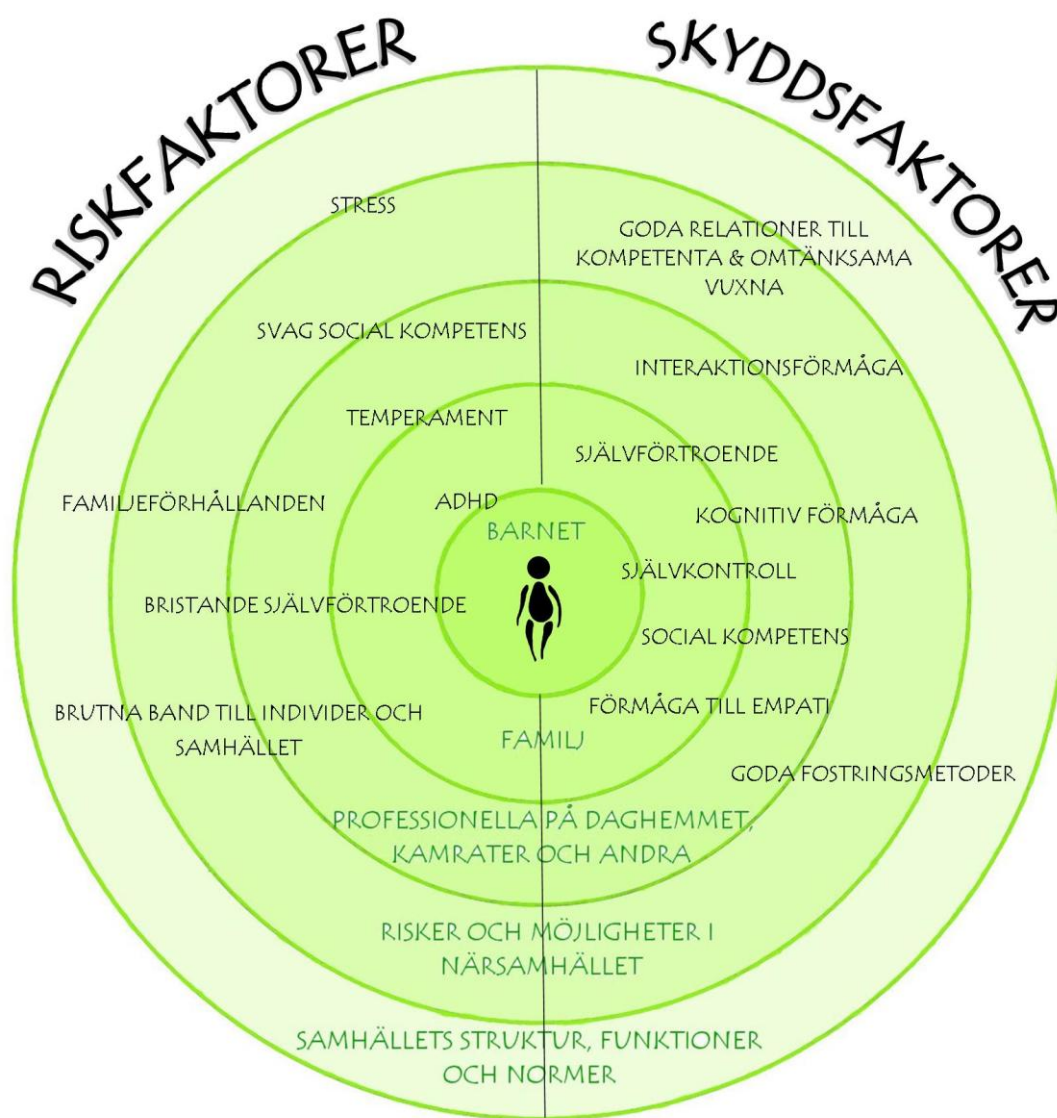 RISKFAKTORER
SKYDDSFAKTORER
STRESS
SVAG SOCIAL KOMPETENS
TEMPERAMENT
ADHD
FAMILJEFÖRHÅLLANDEN
BRISTANDE SJÄLVFÖRTROENDE
BRUTNA BAND TILL INDIVIDER OCH
SAMHÄLLET
GODA RELATIONER TILL
KOMPETENTA & OMTÄNKSAMA
VUXNA
INTERAKTIONSFÖRMÅGA
SJÄLVFÖRTROENDE
KOGNITIV FÖRMÅGA
SJÄLVKONTROLL
SOCIAL KOMPETENS
FÖRMÅGA TILL EMPATI
GODA FOSTRINGSMETODER
BARNET
FAMILJ
PROFESSIONELLA PÅ DAGHEMMET,
KAMRATER OCH ANDRA
RISKER OCH MÖJLIGHETER I
NÄRSAMHÄLLET
SAMHÄLLETS STRUKTUR, FUNKTIONER
OCH NORMER